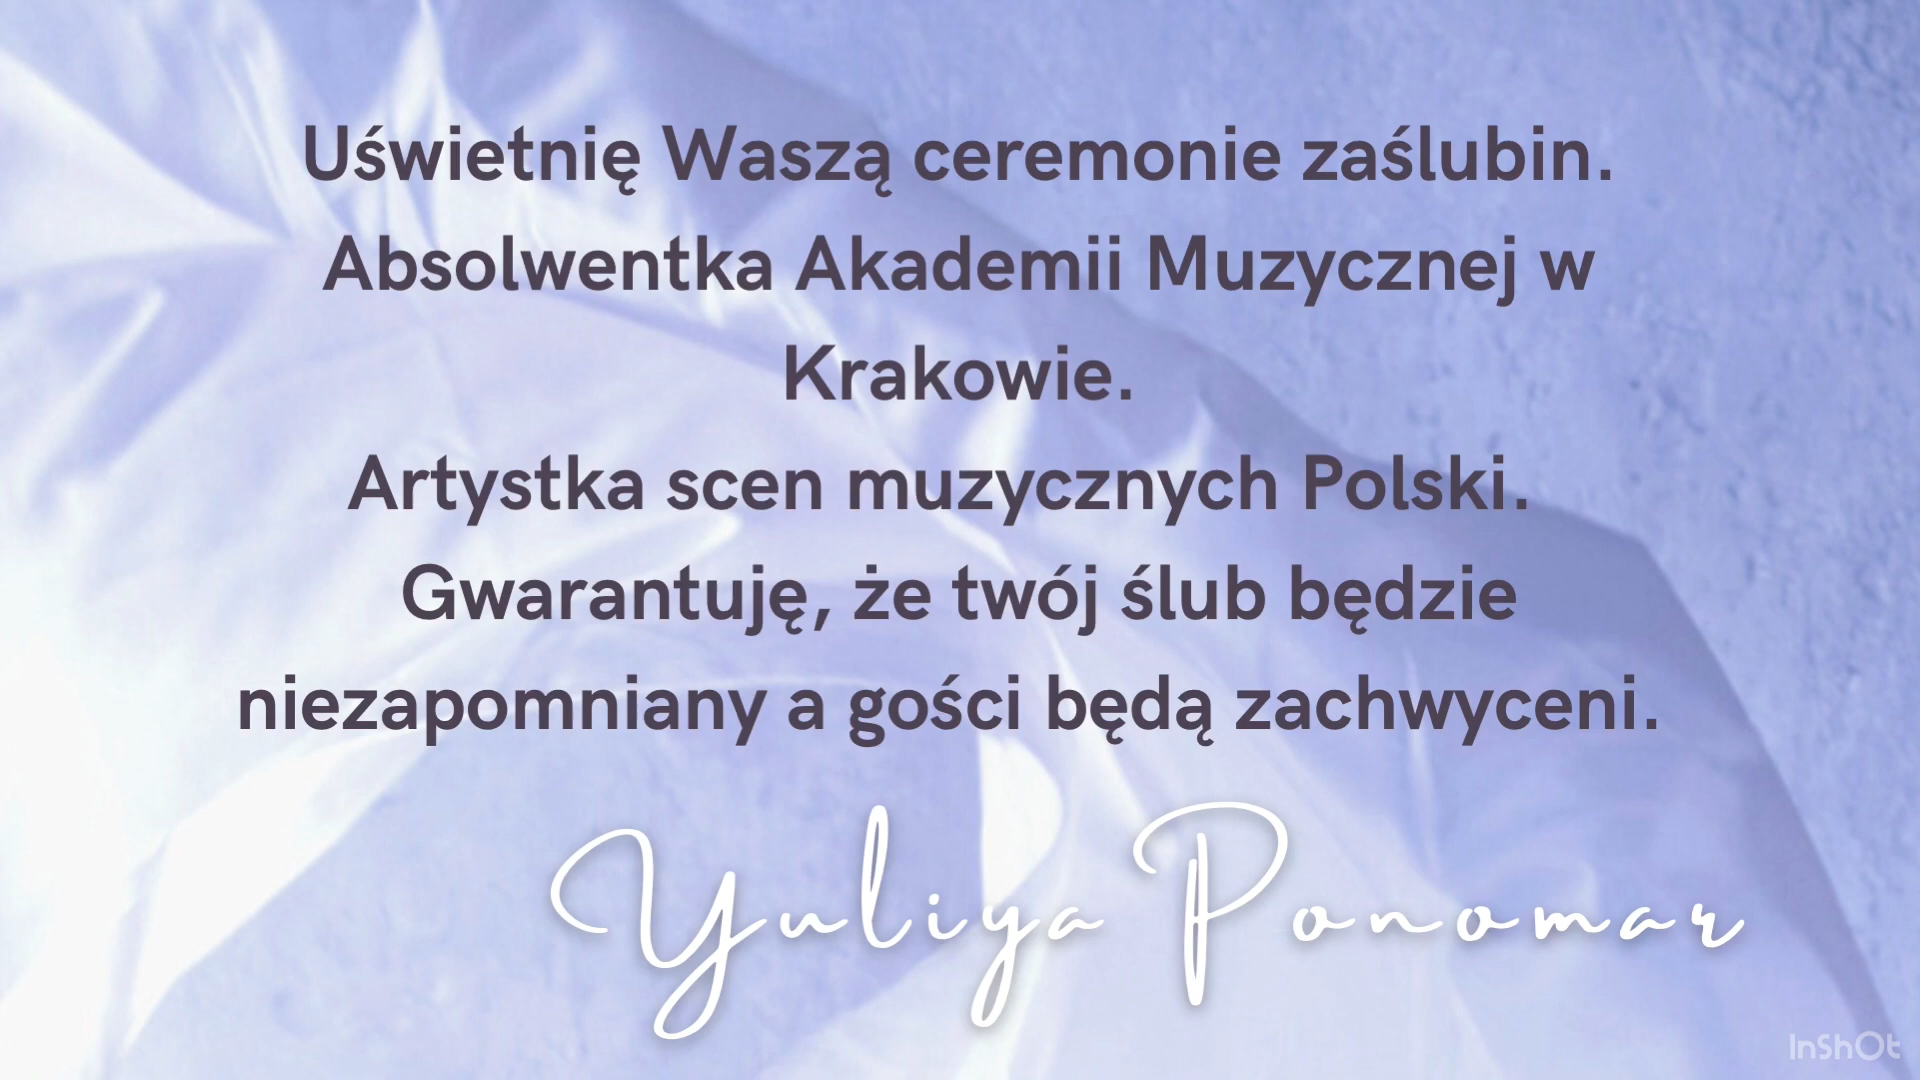 Uświetnię Waszą ceremonie zaślubin.
Absolwentka Akademii Muzycznej w
Krakowie.
Artystka scen muzycznych Polski.
Gwarantuję, że twój ślub będzie
niezapomniany a gości będą zachwyceni.
Yuliya Ponomar
InShOt